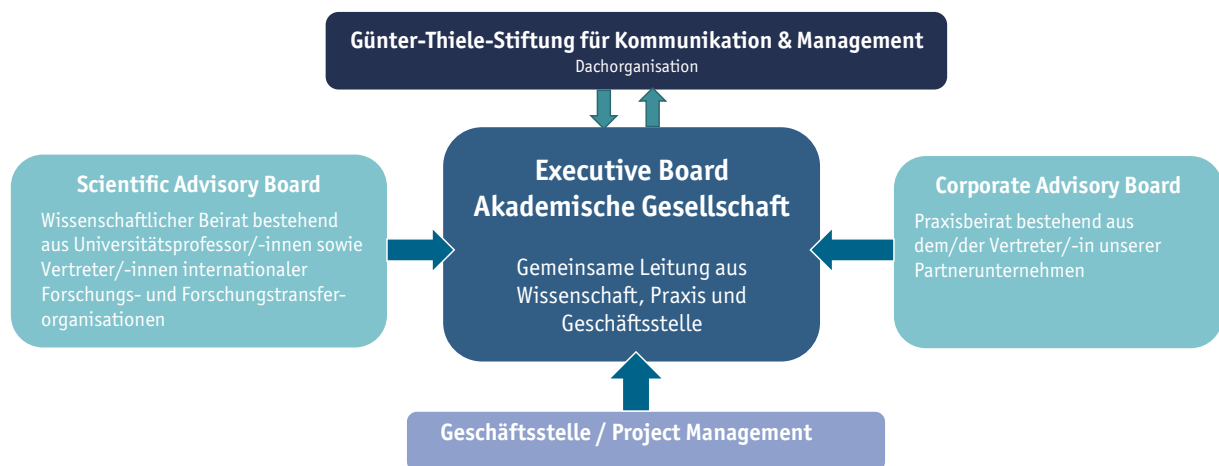 Günter-Thiele-Stiftung für Kommunikation & Management
Dachorganisation
Scientific Advisory Board
Wissenschaftlicher Beirat bestehend
aus Universitätsprofessor/-innen sowie
Vertreter/-innen internationaler
Forschungs- und Forschungstransfer-
organisationen
Executive Board
Akademische Gesellschaft
Gemeinsame Leitung aus
Wissenschaft, Praxis und
Geschäftsstelle
Corporate Advisory Board
Praxisbeirat bestehend aus
dem/der Vertreter/-in unserer
Partnerunternehmen
Geschäftsstelle / Project Management